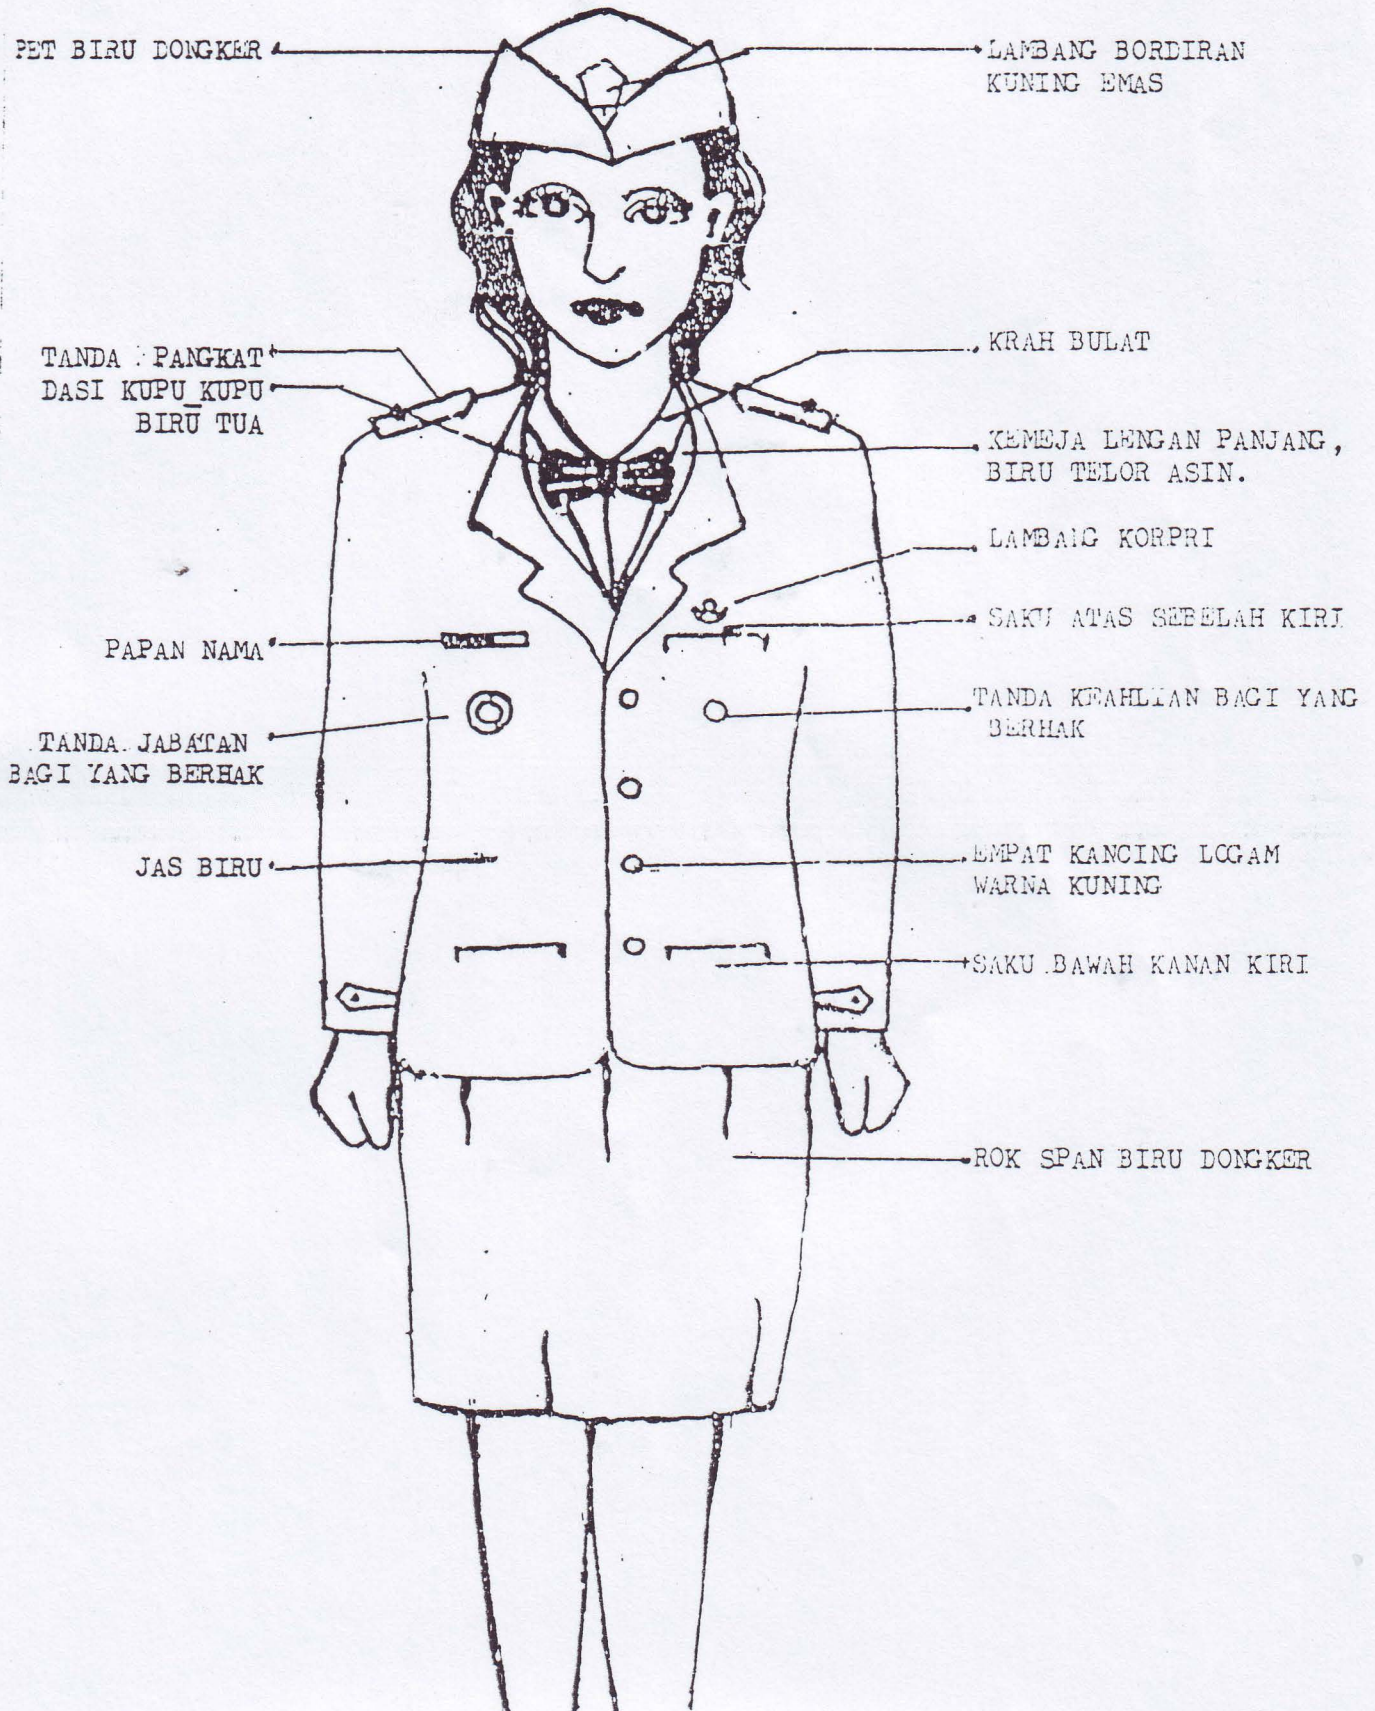 PET BIRU DONGKER
LAMBANG BORDIRAN
KUNING EMAS
TANDA PANGKAT
DASI KUPU_KUPU
BIRU TUA
KRAH BULAT
KEMEJA LENGAN PANJANG,
BIRU TELOR ASIN.
LAMBANG KORPRI
SAKU ATAS SEBELAH KIRI
PAPAN NAMA
TANDA KEAHLIAN BAGI YANG
BERHAK
TANDA JABATAN
BAGI YANG BERHAK
JAS BIRU
EMPAT KANCING LOGAM
WARNA KUNING
SAKU BAWAH KANAN KIRI
ROK SPAN BIRU DONGKER